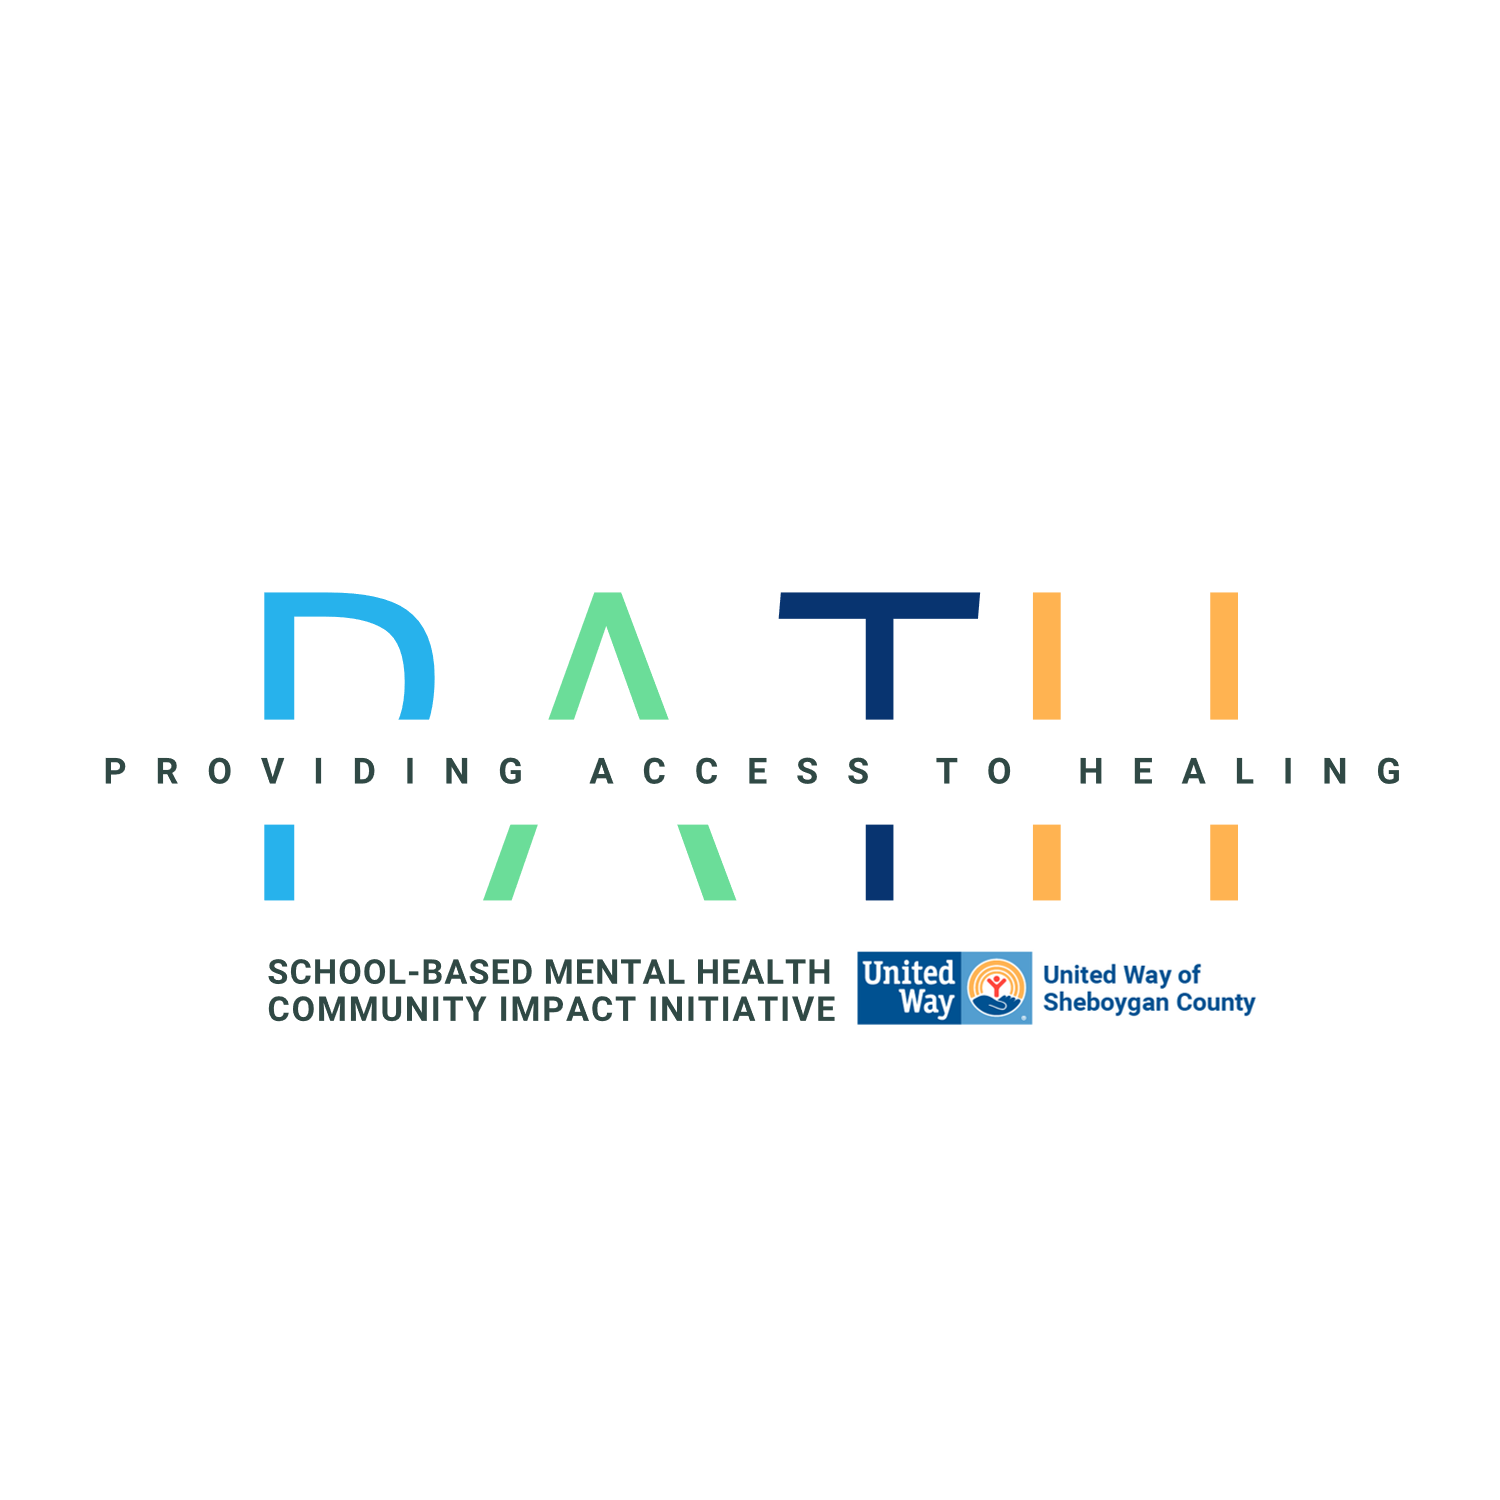 PATH
PROVIDING ACCESS TO HEALING
SCHOOL-BASED MENTAL HEALTH
COMMUNITY IMPACT INITIATIVE
United
Way
®
United Way of
Sheboygan County